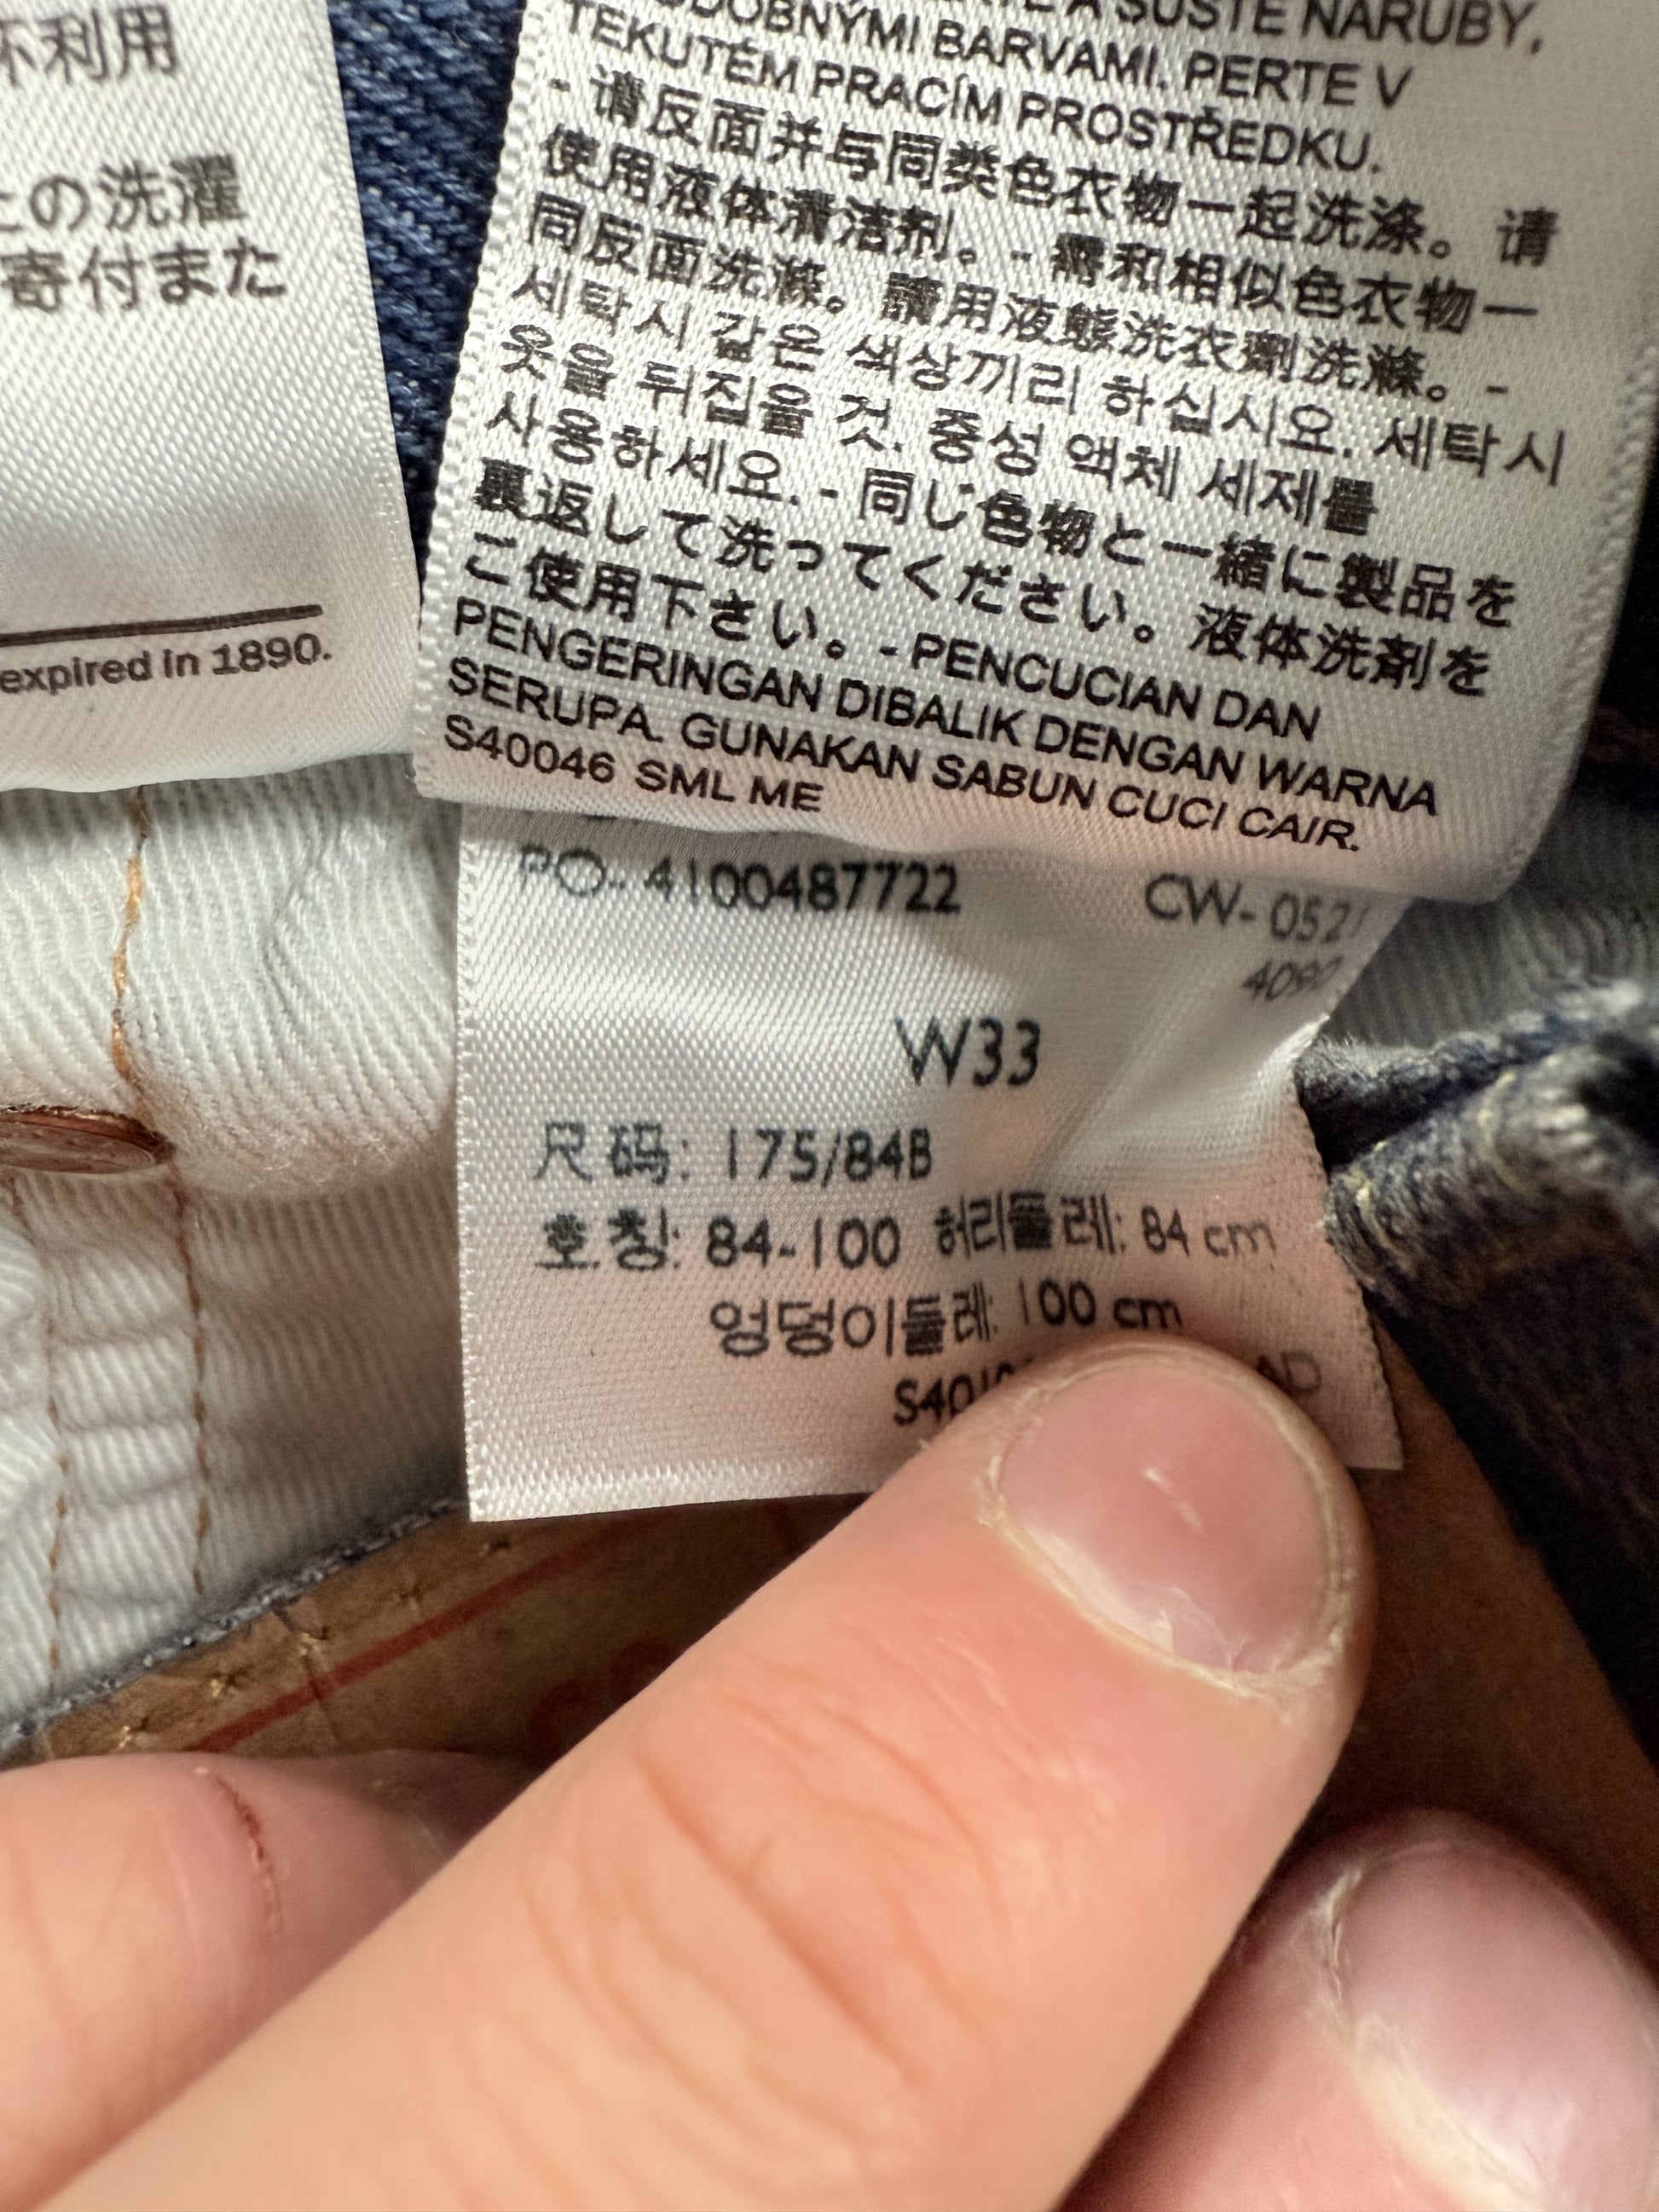 利用
の洗濯
寄付また
expired in 1890.
SUŠTE NARUBY,
BARVAMI. PERTE V
TEKUTÉM PRACÍM PROSTŘEDKU.
- 请反面并与同类色衣物一起洗涤。请
使用液体清洁剂。- 需和相似色衣物一
同反面洗滌。請用液態洗衣劑洗滌。-
세탁시 같은 색상끼리 하십시요. 세탁시
옷을 뒤집을 것. 중성 액체 세제를
사용하세요. - 同じ色物と一緒に製品を
裏返して洗ってください。液体洗剤を
ご使用下さい。- PENCUCIAN DAN
PENGERINGAN DIBALIK DENGAN WARNA
SERUPA. GUNAKAN SABUN CUCI CAIR.
S40046 SML ME
PO- 4100487722 CW-
W33
尺码: 175/84B
호칭: 84-100 허리둘레: 84 cm
엉덩이둘레: 100 cm